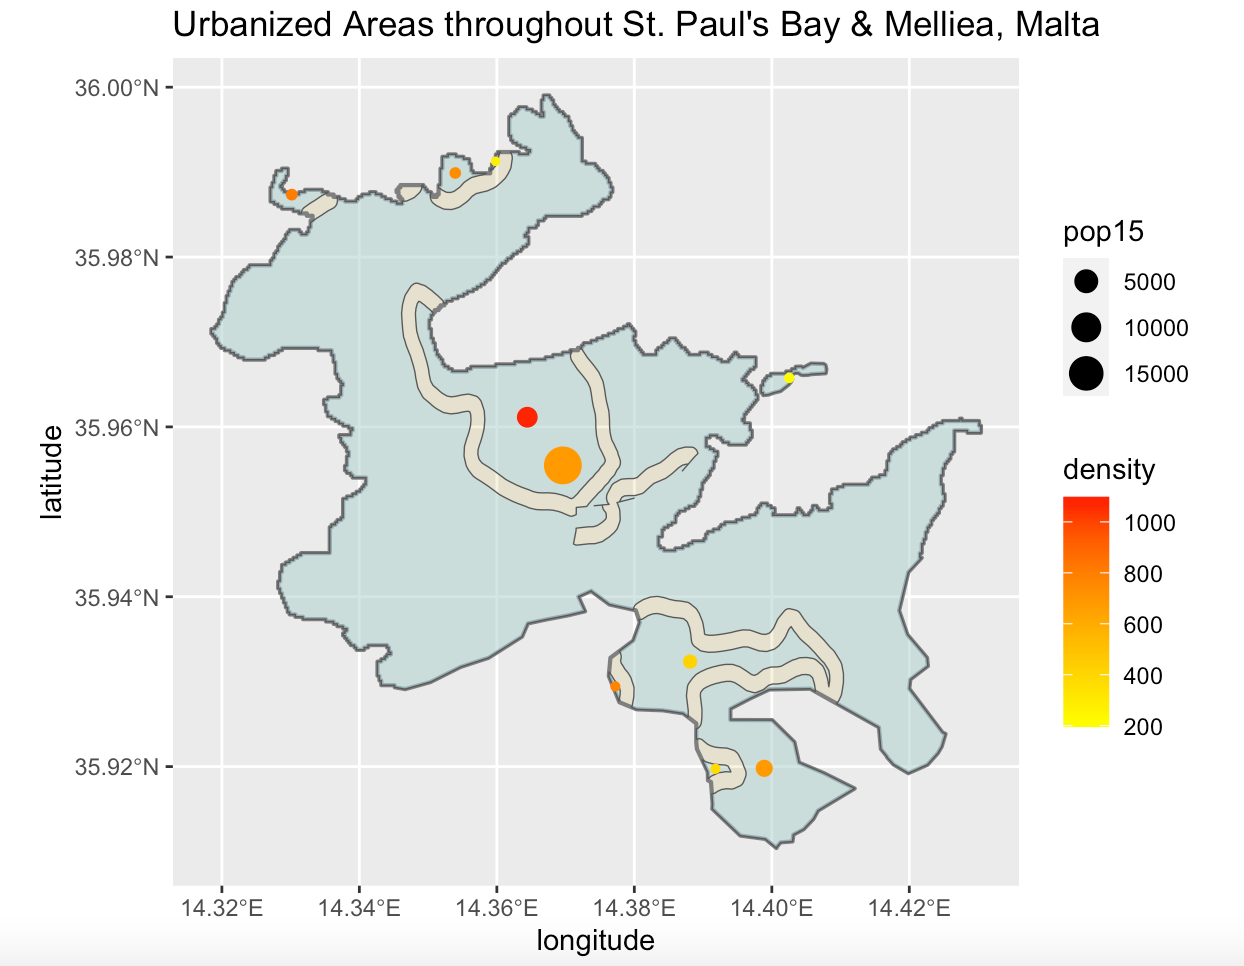 Urbanized Areas throughout St. Paul's Bay & Melliea, Malta
36.00°N
35.98°N
35.96°N
35.94°N
35.92°N
latitude
14.32°E 14.34°E 14.36°E 14.38°E 14.40°E 14.42°E
longitude
pop15
5000
10000
15000
density
1000
800
600
400
200